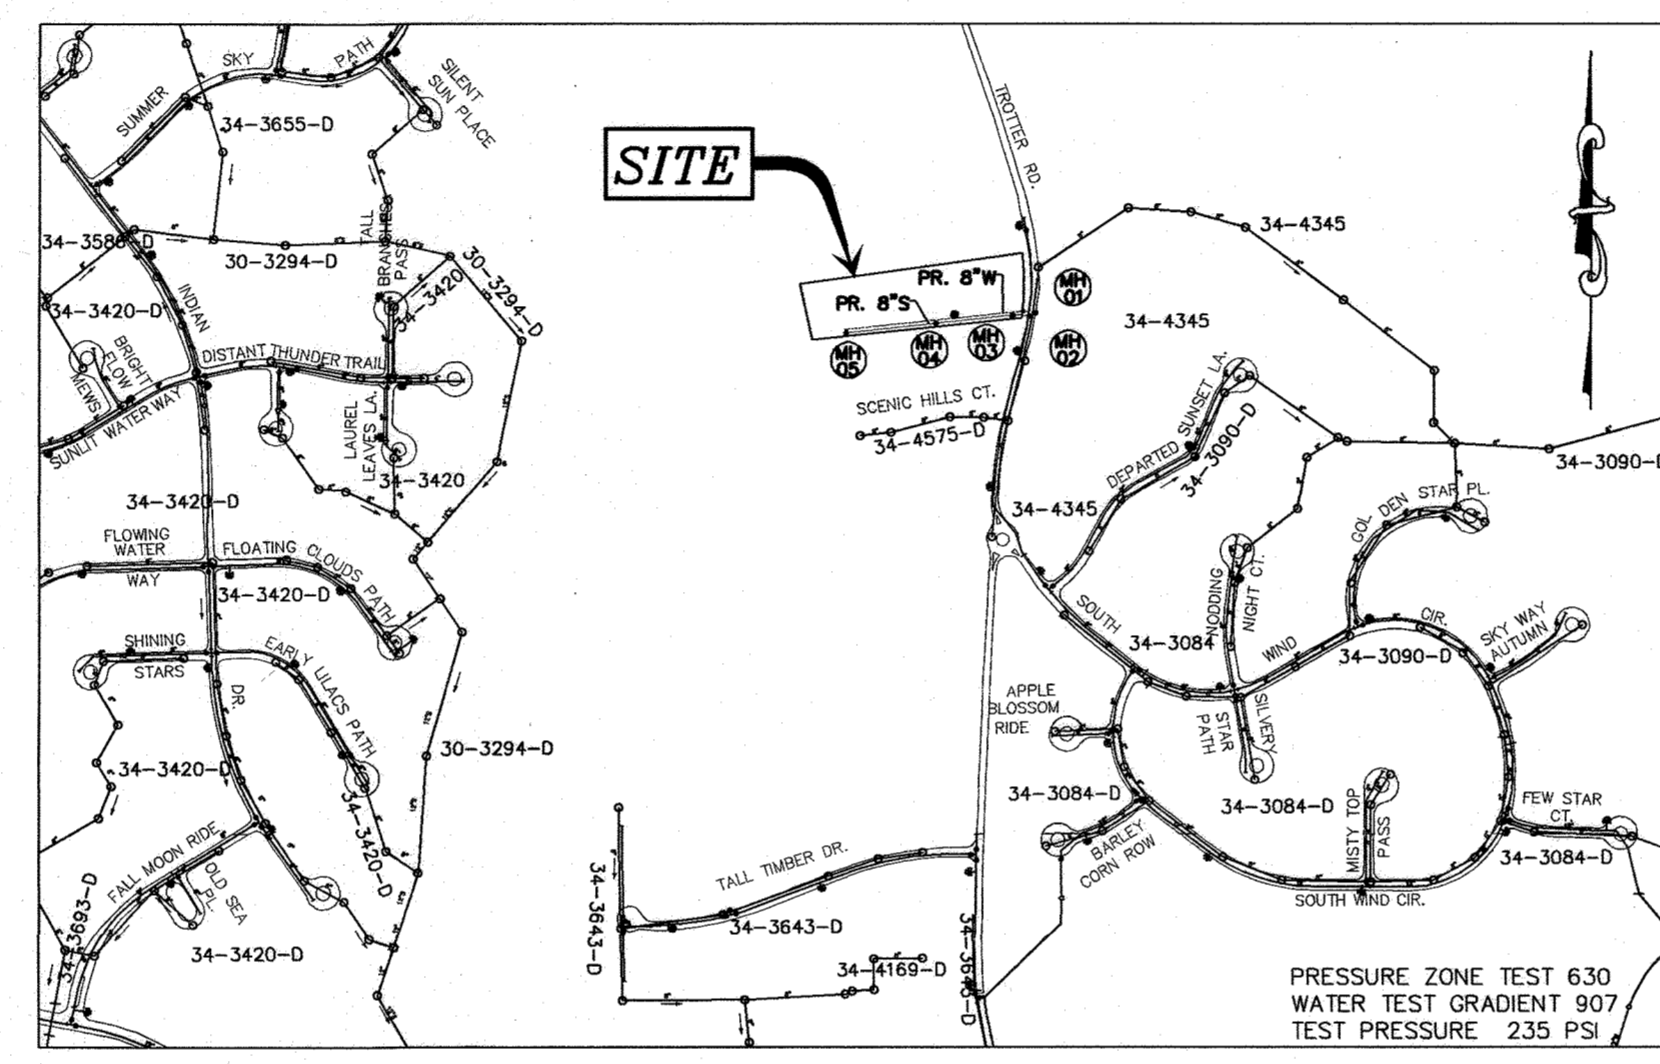 SKY
PATH
SUMMER
SILENT
SUN PLACE
34-3655-D
SITE
TROTTER RD.
TALL
BRANCHES
PASS
34-3586-D
30-3294-D
30-3294-D
34-3420
34-4345
34-3420-D
INDIAN
PR. 8"W
PR. 8"S
MH
01
MH
02
MH
03
MH
04
MH
05
34-4345
BRIGHT
FLOW
MEWS
DISTANT THUNDER TRAIL
SUNLIT WATER WAY
LAUREL
LEAVES LA.
SCENIC HILLS CT.
34-4575-D
DEPARTED SUNSET LA.
34-3090-D
34-3090-D
34-3420
34-3420-D
34-4345
GOLDEN STAR PL.
FLOWING
WATER
WAY
FLOATING CLOUDS PATH
34-3420-D
NODDING
NIGHT CT.
SOUTH
WIND
CIR.
34-3084
34-3090-D
SKY WAY
AUTUMN
SHINING
STARS
EARLY LILACS PATH
DR.
APPLE
BLOSSOM
RIDE
SILVERY
STAR
PATH
30-3294-D
34-3420-D
34-3420-D
34-3084-D
34-3084-D
MISTY TOP
PASS
FEW STAR
CT.
34-3084-D
FALL MOON RIDE
OLD SEA
PL.
BARLEY
CORN ROW
TALL TIMBER DR.
34-3643-D
34-3643-D
34-3643-D
SOUTH WIND CIR.
34-3693-D
34-3420-D
34-4169-D
PRESSURE ZONE TEST 630
WATER TEST GRADIENT 907
TEST PRESSURE 235 PSI